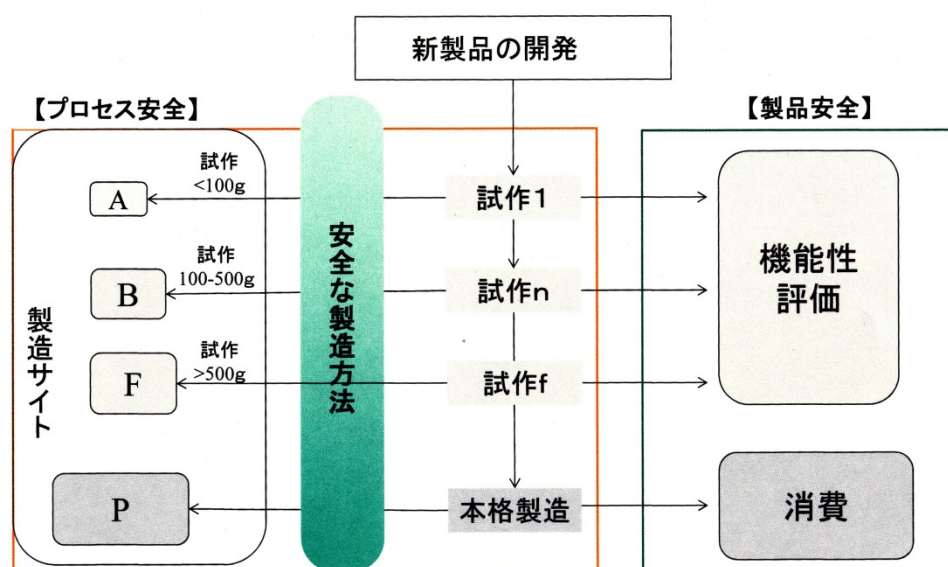 新製品の開発
【プロセス安全】
【製品安全】
試作
<100g
A
試作1
機能性
評価
試作
100-500g
B
試作n
試作
>500g
F
試作f
製造サイト
安全な製造方法
P
本格製造
消費